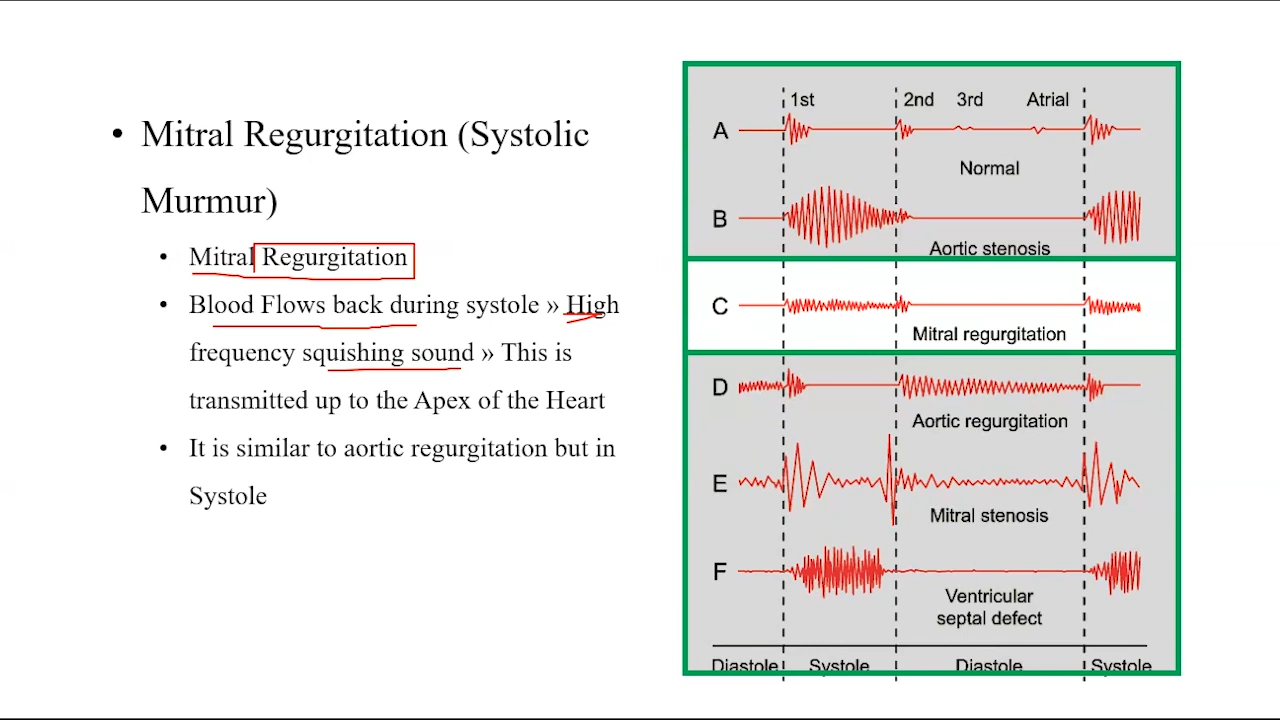 • Mitral Regurgitation (Systolic
Murmur)
• Mitral Regurgitation
• Blood Flows back during systole » High
frequency squishing sound » This is
transmitted up to the Apex of the Heart
• It is similar to aortic regurgitation but in
Systole
1st 2nd 3rd Atrial
A
Normal
B
Aortic stenosis
C
Mitral regurgitation
D
Aortic regurgitation
E
Mitral stenosis
F
Ventricular
septal defect
Diastole Systole Diastole Systole